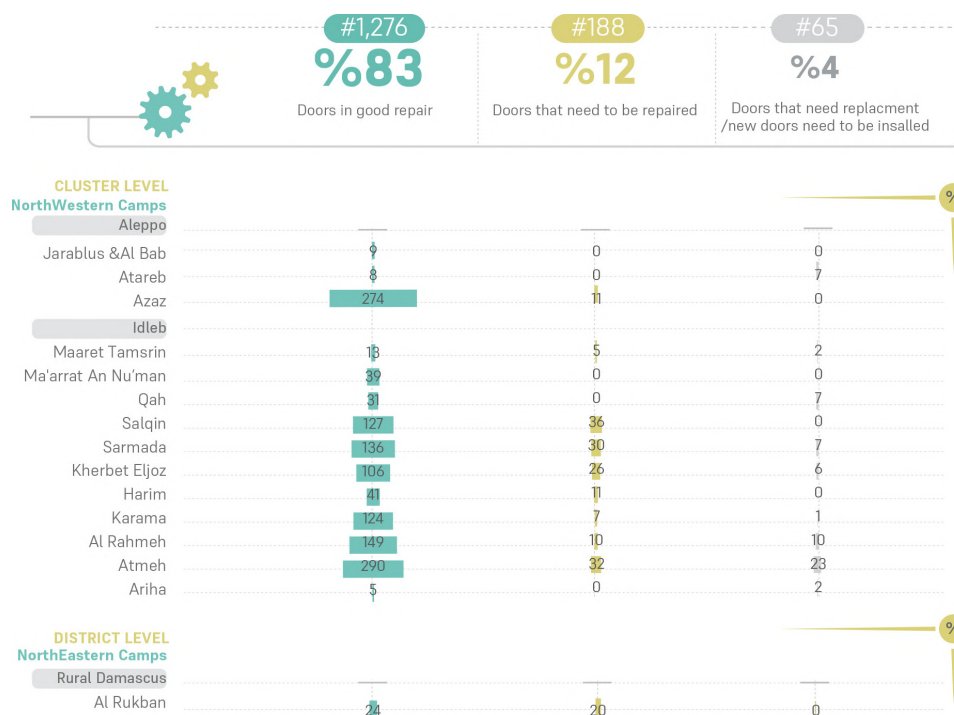 #1,276 #188 #65
%83 %12 %4
Doors in good repair Doors that need to be repaired Doors that need replacment
/new doors need to be insalled
CLUSTER LEVEL
NorthWestern Camps
%
Aleppo
Jarablus &Al Bab 9 0 0
Atareb 8 0 7
Azaz 274 11 0
Idleb
Maaret Tamsrin 13 5 2
Ma'arrat An Nu'man 39 0 0
Qah 31 0 7
Salqin 127 36 0
Sarmada 136 30 7
Kherbet Eljoz 106 26 6
Harim 41 11 0
Karama 124 7 1
Al Rahmeh 149 10 10
Atmeh 290 32 23
Ariha 5 0 2
DISTRICT LEVEL
%
NorthEastern Camps
Rural Damascus
Al Rukban 24 20 0